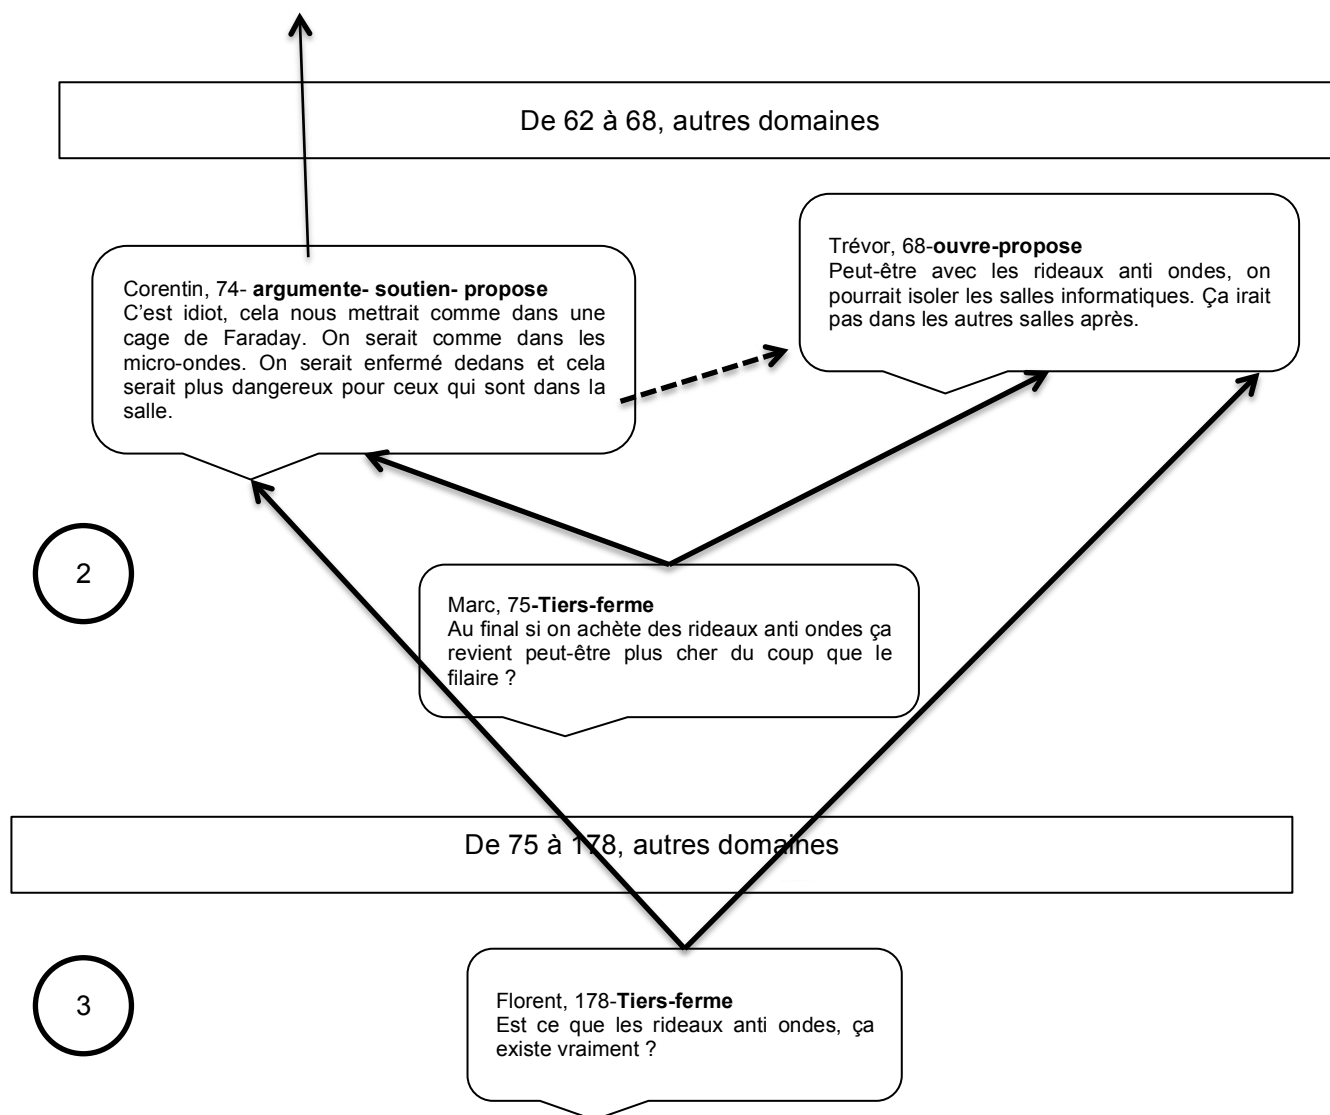 De 62 à 68, autres domaines
Trévor, 68-ouvre-propose
Peut-être avec les rideaux anti ondes, on
pourrait isoler les salles informatiques. Ça irait
pas dans les autres salles après.
Corentin, 74- argumente- soutien- propose
C'est idiot, cela nous mettrait comme dans une
cage de Faraday. On serait comme dans les
micro-ondes. On serait enfermé dedans et cela
serait plus dangereux pour ceux qui sont dans la
salle.
2
Marc, 75-Tiers-ferme
Au final si on achète des rideaux anti ondes ça
revient peut-être plus cher du coup que le
filaire ?
De 75 à 178, autres domaines
3
Florent, 178-Tiers-ferme
Est ce que les rideaux anti ondes, ça
existe vraiment ?